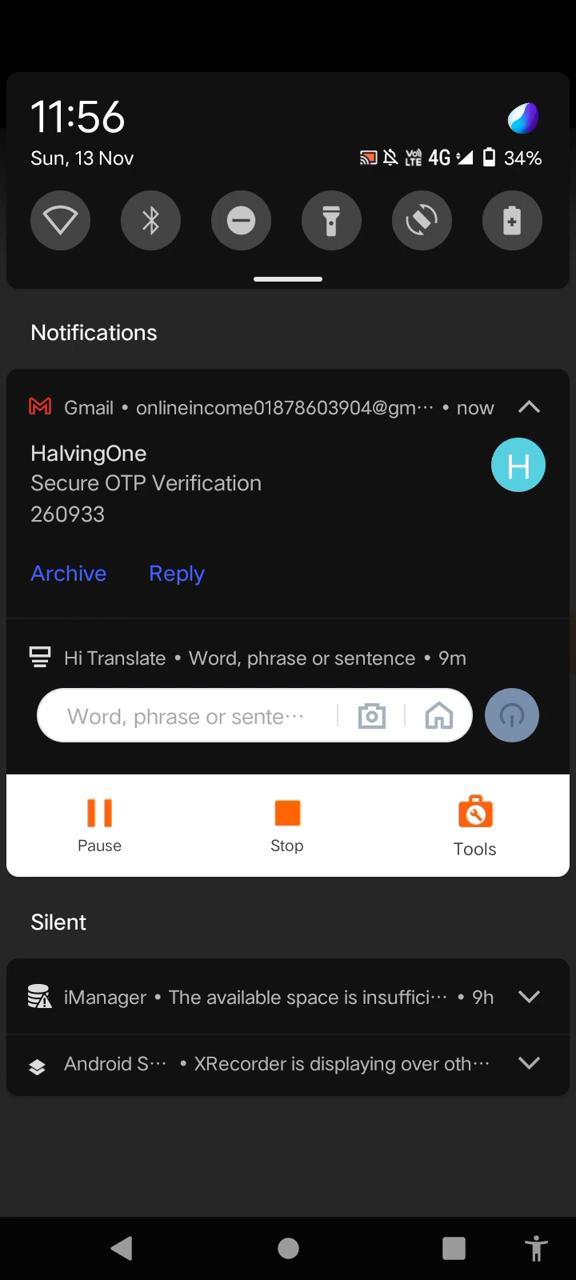 11:56
Sun, 13 Nov
Vo)) LTE 4G 34%
Notifications
Gmail • onlineincome01878603904@gm··· • now
HalvingOne
H
Secure OTP Verification
260933
Archive Reply
Hi Translate • Word, phrase or sentence • 9m
Word, phrase or sente···
Pause Stop Tools
Silent
iManager • The available space is insuffici··· • 9h
Android S··· • XRecorder is displaying over oth···